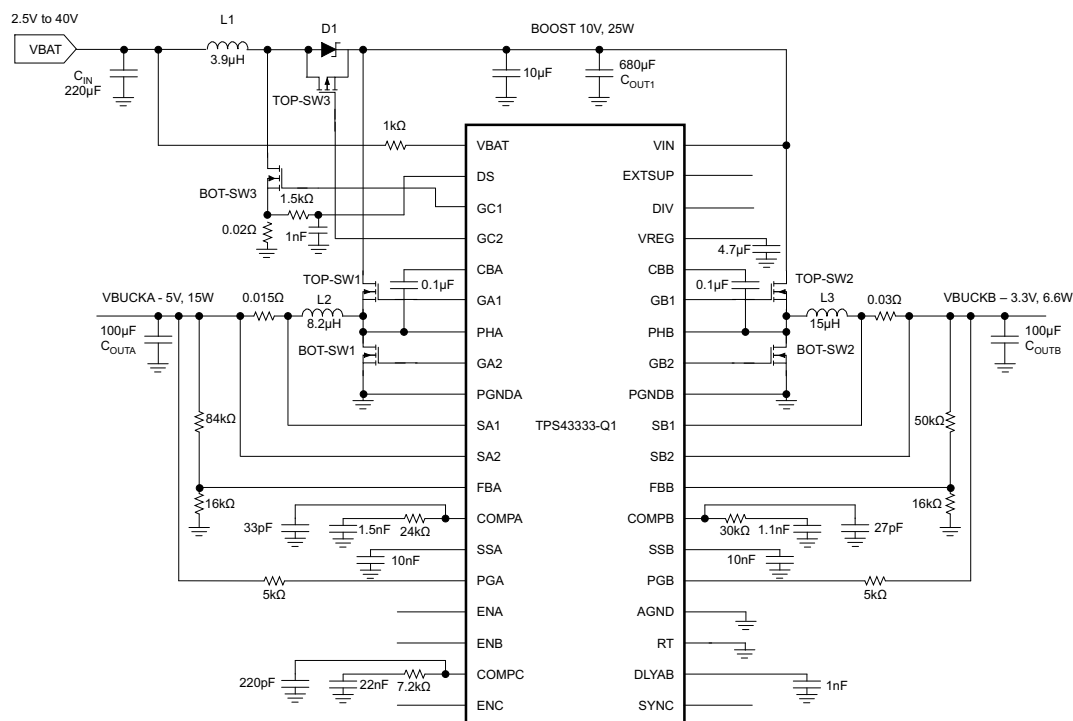 2.5V to 40V
VBAT
L1
3.9µH
D1
BOOST 10V, 25W
CIN
220µF
TOP-SW3
10µF
680µF
COUT1
1kΩ
BOT-SW3
1.5kΩ
0.02Ω
1nF
VBAT
DS
GC1
GC2
CBA
GA1
PHA
GA2
PGNDA
SA1
SA2
FBA
COMPA
SSA
PGA
ENA
ENB
COMPC
ENC
TPS43333-Q1
VIN
EXTSUP
DIV
VREG
CBB
GB1
PHB
GB2
PGNDB
SB1
SB2
FBB
COMPB
SSB
PGB
AGND
RT
DLYAB
SYNC
VBUCKA - 5V, 15W
0.015Ω
L2
8.2µH
TOP-SW1
0.1µF
BOT-SW1
100µF
COUTA
84kΩ
16kΩ
33pF
1.5nF
24kΩ
10nF
5kΩ
220pF
22nF
7.2kΩ
4.7µF
0.1µF
TOP-SW2
L3
15µH
0.03Ω
BOT-SW2
VBUCKB – 3.3V, 6.6W
100µF
COUTB
50kΩ
16kΩ
30kΩ
1.1nF
27pF
10nF
5kΩ
1nF